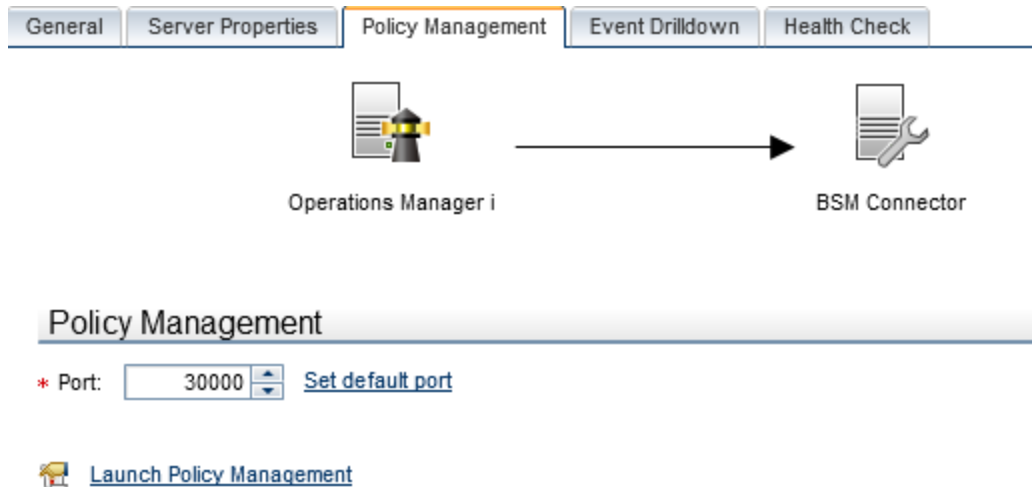 General Server Properties Policy Management Event Drilldown Health Check
Operations Manager i BSM Connector
Policy Management
* Port: 30000 Set default port
Launch Policy Management